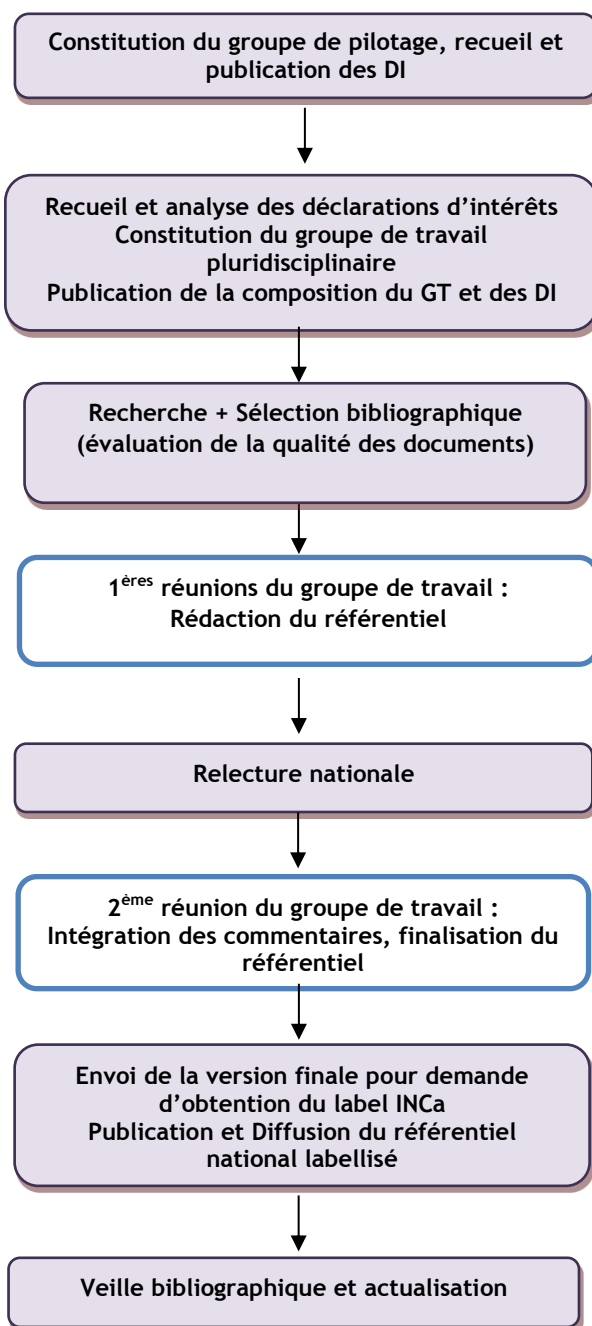 Constitution du groupe de pilotage, recueil et
publication des DI
Recueil et analyse des déclarations d’intérêts
Constitution du groupe de travail
pluridisciplinaire
Publication de la composition du GT et des DI
Recherche + Sélection bibliographique
(évaluation de la qualité des documents)
1ères réunions du groupe de travail :
Rédaction du référentiel
Relecture nationale
2ème réunion du groupe de travail :
Intégration des commentaires, finalisation du
référentiel
Envoi de la version finale pour demande
d’obtention du label INCa
Publication et Diffusion du référentiel
national labellisé
Veille bibliographique et actualisation